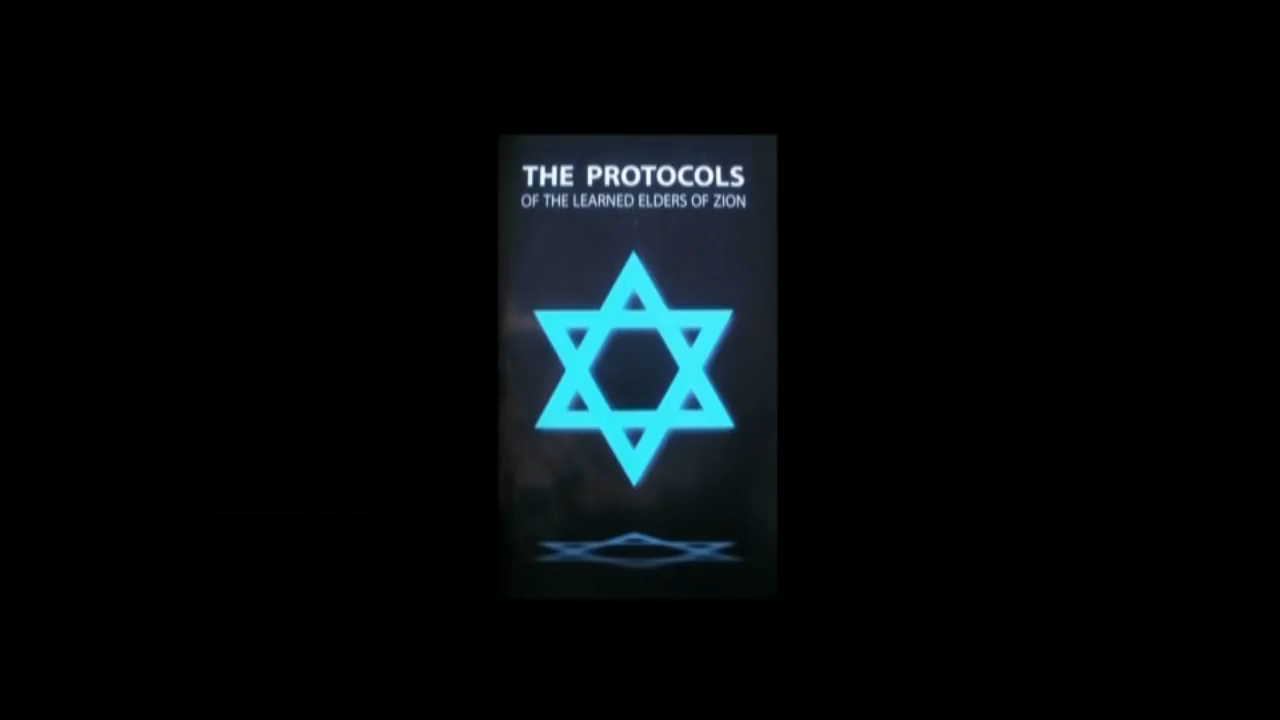 THE PROTOCOLS
OF THE LEARNED ELDERS OF ZION